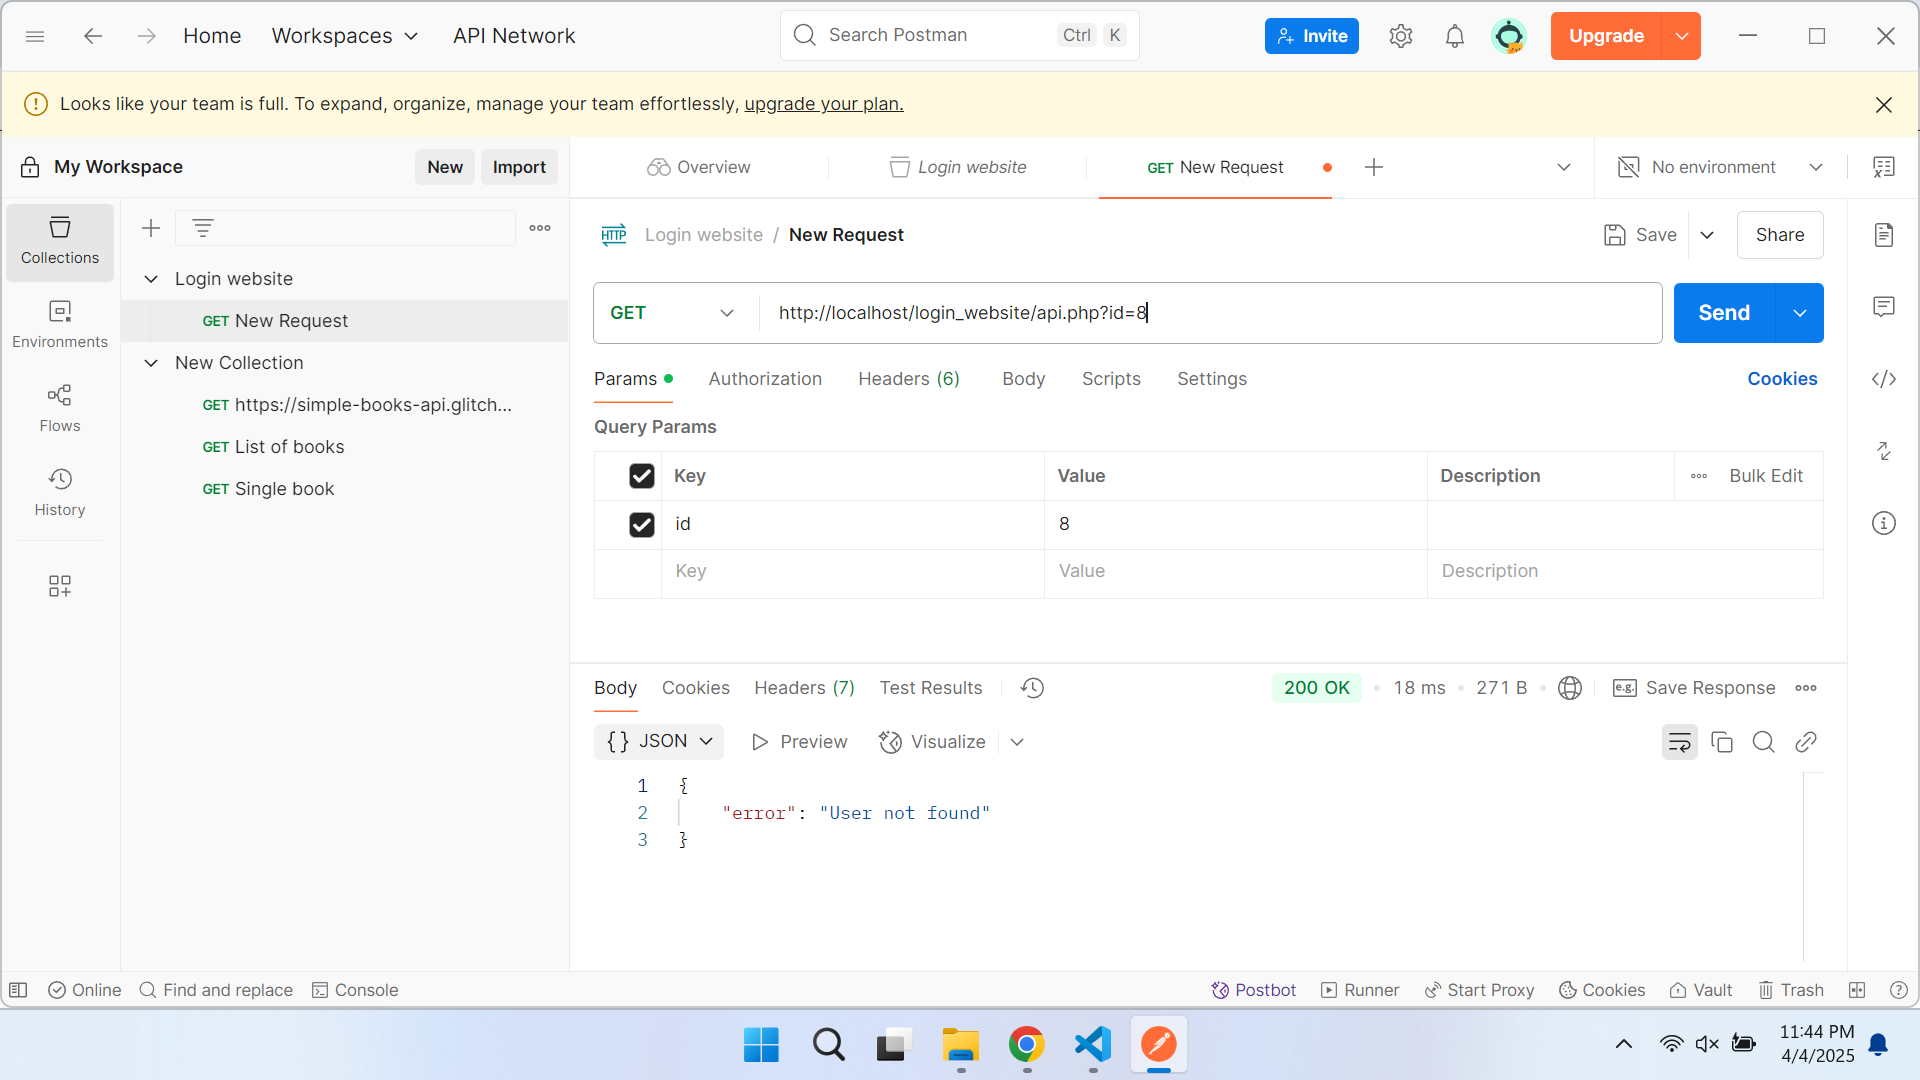 Home Workspaces API Network Search Postman Ctrl K Invite Upgrade
Looks like your team is full. To expand, organize, manage your team effortlessly, upgrade your plan.
My Workspace New Import Overview Login website GET New Request No environment
Collections
Environments
Flows
History
Login website
GET New Request
New Collection
GET https://simple-books-api.glitch...
GET List of books
GET Single book
HTTP Login website / New Request Save Share
GET http://localhost/login_website/api.php?id=8 Send
Params Authorization Headers (6) Body Scripts Settings Cookies
Query Params
Key Value Description Bulk Edit
id 8
Key Value Description
Body Cookies Headers (7) Test Results 200 OK 18 ms 271 B e.g. Save Response
{} JSON Preview Visualize
1 {
2 "error": "User not found"
3 }
Online Find and replace Console Postbot Runner Start Proxy Cookies Vault Trash
11:44 PM
4/4/2025